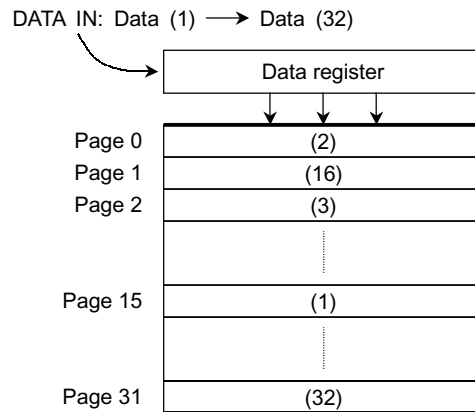 DATA IN: Data (1) → Data (32)
Data register
Page 0 (2)
Page 1 (16)
Page 2 (3)
Page 15 (1)
Page 31 (32)